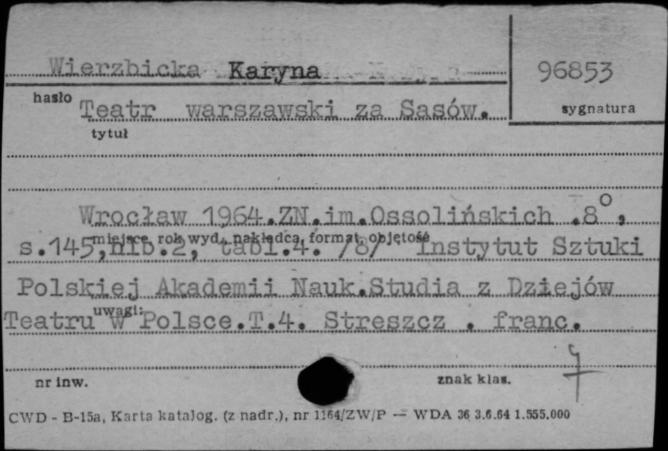 Wierzbicka Karyna
96853
hasło
Teatr warszawski za Sasów.
sygnatura
tytuł
Wrocław 1964.ZN.im.Ossolińskich .8°,
miejsce, rok wyd., nakładca, format, objętość
s.145,nlb.2, tabl.4. /8/ Instytut Sztuki
Polskiej Akademii Nauk.Studia z Dziejów
uwagi:
Teatru w Polsce.T.4. Streszcz . franc.
7
nr inw.
znak klas.
CWD - B-15a, Karta katalog. (z nadr.), nr 1164/ZW/P — WDA 36 3.6.64 1.555.000